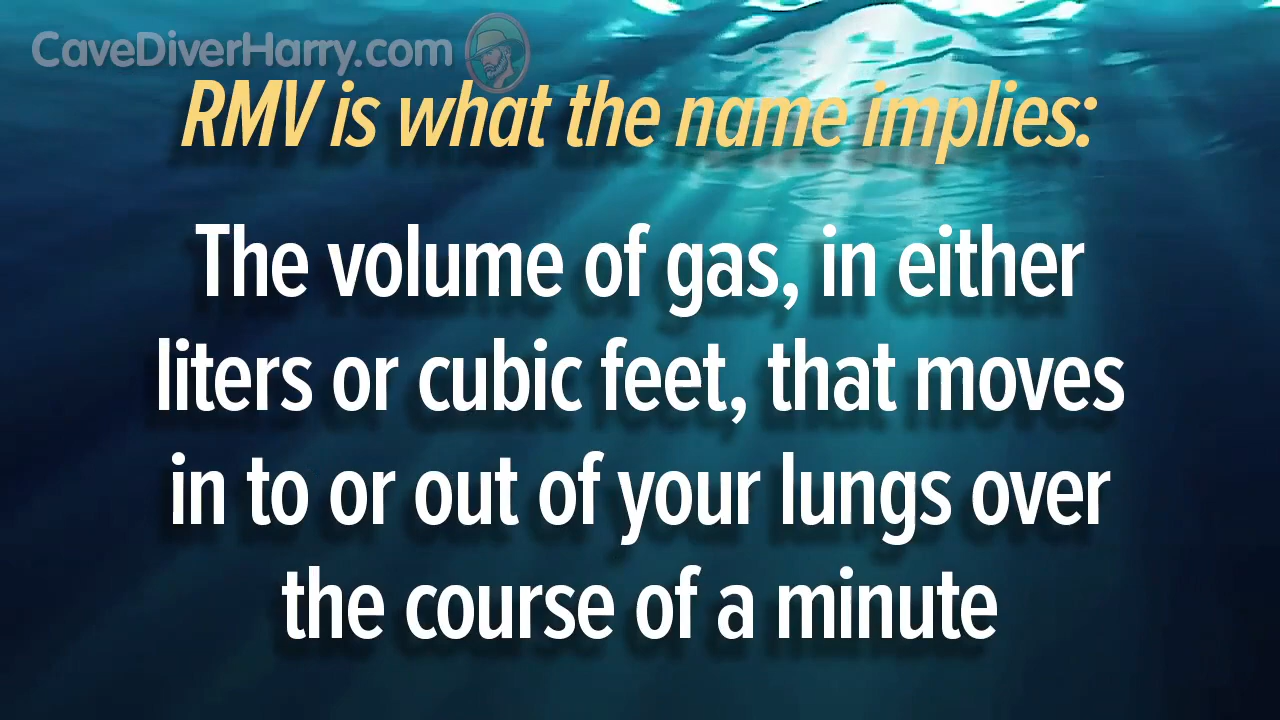 CaveDiverHarry.com
RMV is what the name implies:
The volume of gas, in either
liters or cubic feet, that moves
in to or out of your lungs over
the course of a minute